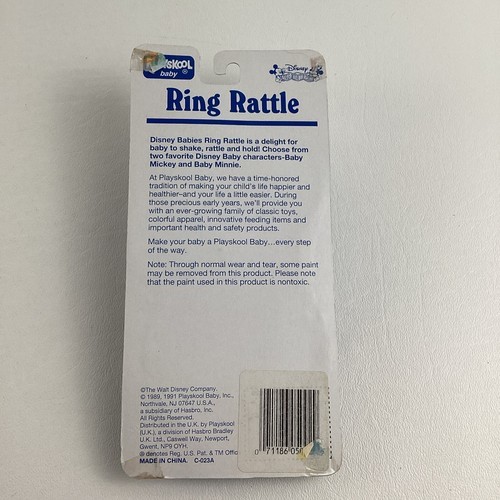 baby ®
Disney
Ring Rattle
Disney Babies Ring Rattle is a delight for
baby to shake, rattle and hold! Choose from
two favorite Disney Baby characters-Baby
Mickey and Baby Minnie.
At Playskool Baby, we have a time-honored
tradition of making your child's life happier and
healthier–and your life a little easier. During
those precious early years, we'll provide you
with an ever-growing family of classic toys,
colorful apparel, innovative feeding items and
important health and safety products.
Make your baby a Playskool Baby...every step
of the way.
Note: Through normal wear and tear, some paint
may be removed from this product. Please note
that the paint used in this product is nontoxic.
©The Walt Disney Company.
© 1989, 1991 Playskool Baby, Inc.,
Northvale, NJ 07647 U.S.A.,
a subsidiary of Hasbro, Inc.
All Rights Reserved.
Distributed in the U.K. by Playskool
(U.K.), a division of Hasbro Bradley
U.K. Ltd., Caswell Way, Newport,
Gwent, NP9 OYH.
® denotes Reg. U.S. Pat. & TM Offic
MADE IN CHINA. C-023A
0 71186 05